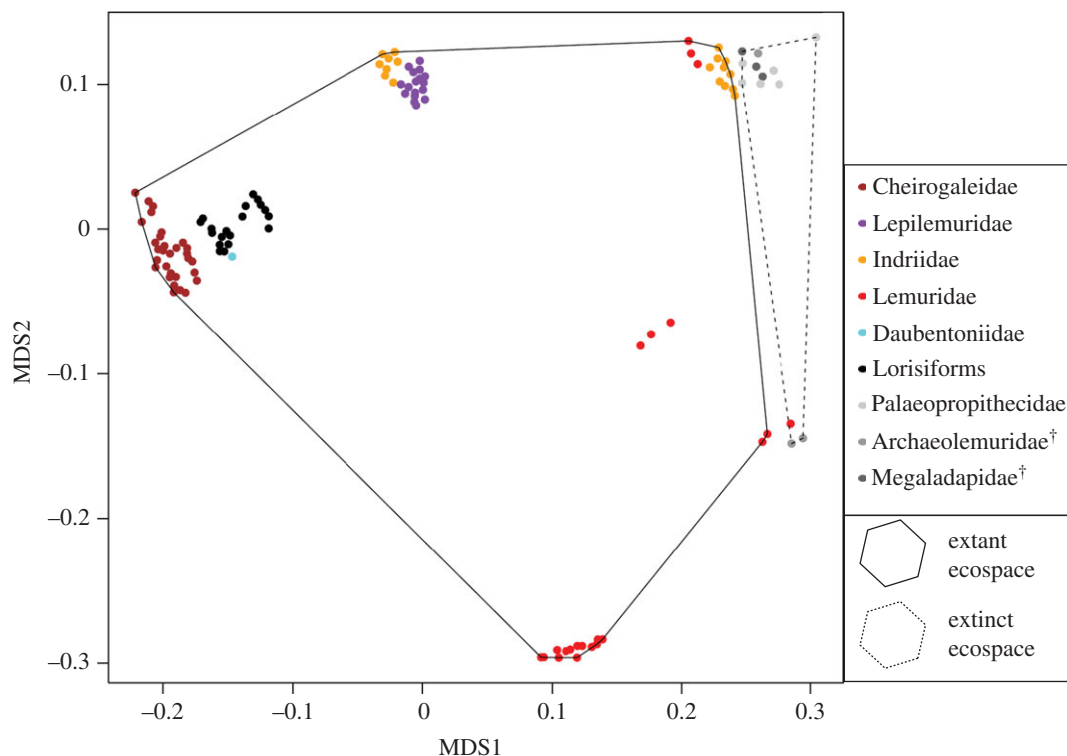 0.1
0
–0.1
–0.2
–0.3
MDS2
–0.2
–0.1
0
0.1
0.2
0.3
MDS1
Cheirogaleidae
Lepilemuridae
Indriidae
Lemuridae
Daubentoniidae
Lorisiforms
Palaeopropithecidae
Archaeolemuridae†
Megaladapidae†
extant
ecospace
extinct
ecospace